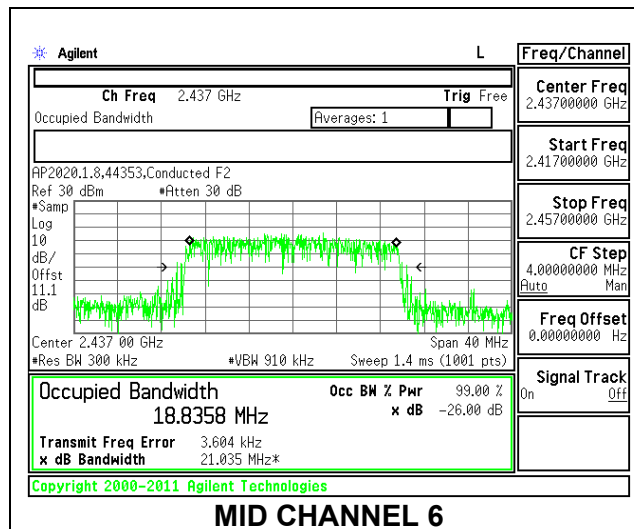 Agilent L Freq/Channel
Ch Freq 2.437 GHz Trig Free
Occupied Bandwidth Averages: 1
Center Freq
2.43700000 GHz
Start Freq
2.41700000 GHz
Stop Freq
2.45700000 GHz
CF Step
4.00000000 MHz
Auto Man
Freq Offset
0.00000000 Hz
Signal Track
On Off
AP2020.1.8,44353,Conducted F2
Ref 30 dBm #Atten 30 dB
#Samp
Log
10
dB/
Offst
11.1
dB
Center 2.437 00 GHz Span 40 MHz
#Res BW 300 kHz #VBW 910 kHz Sweep 1.4 ms (1001 pts)
Occupied Bandwidth Occ BW % Pwr 99.00 %
18.8358 MHz x dB -26.00 dB
Transmit Freq Error 3.604 kHz
x dB Bandwidth 21.035 MHz*
Copyright 2000-2011 Agilent Technologies
MID CHANNEL 6